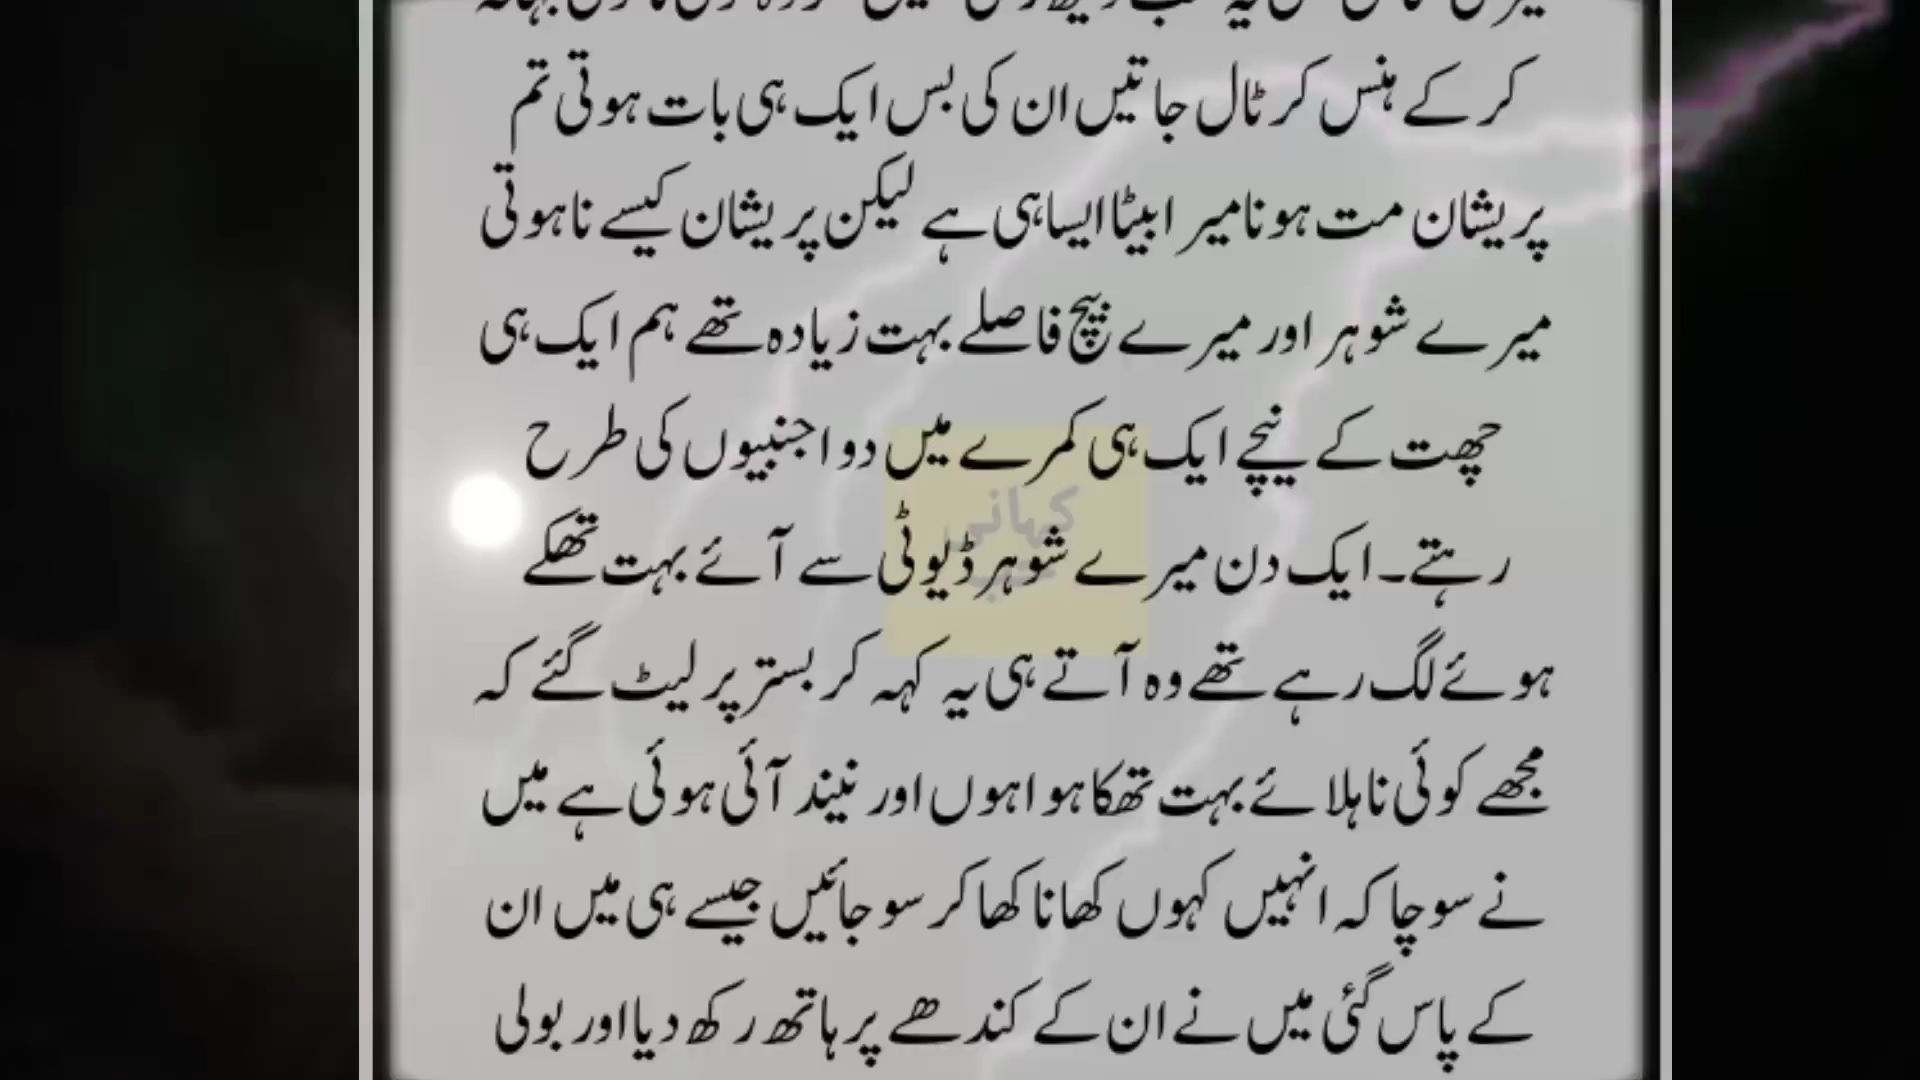 کر کے ہنس کر ٹال جاتیں ان کی بس ایک ہی بات ہوتی تم
پریشان مت ہونا میرا بیٹا ایسا ہی ہے لیکن پریشان کیسے نا ہوتی
میرے شوہر اور میرے بیچ فاصلے بہت زیادہ تھے ہم ایک ہی
چھت کے نیچے ایک ہی کمرے میں دو اجنبیوں کی طرح
رہتے۔ ایک دن میرے شوہر ڈیوٹی سے آئے بہت تھکے
ہوئے لگ رہے تھے وہ آتے ہی یہ کہہ کر بستر پر لیٹ گئے کہ
مجھے کوئی نا ہلائے بہت تھکا ہوا ہوں اور نیند آئی ہوئی ہے میں
نے سوچا کہ انہیں کہوں کھانا کھا کر سو جائیں جیسے ہی میں ان
کے پاس گئی میں نے ان کے کندھے پر ہاتھ رکھ دیا اور بولی
کہانی